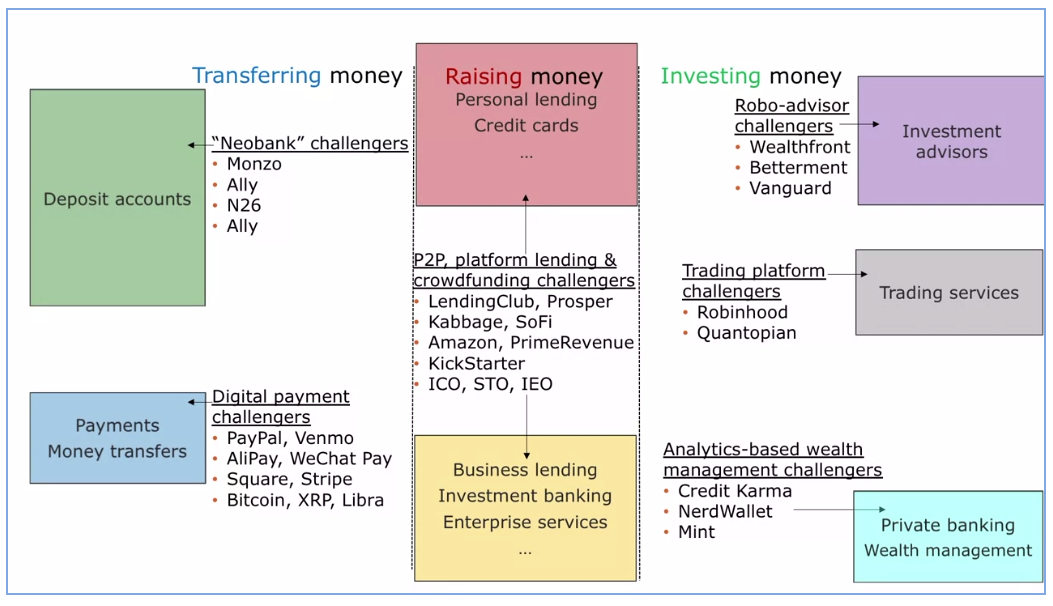 Transferring money
Deposit accounts
“Neobank” challengers
• Monzo
• Ally
• N26
• Ally
Payments
Money transfers
Digital payment
challengers
• PayPal, Venmo
• AliPay, WeChat Pay
• Square, Stripe
• Bitcoin, XRP, Libra
Raising money
Personal lending
Credit cards
...
P2P, platform lending &
crowdfunding challengers
• LendingClub, Prosper
• Kabbage, SoFi
• Amazon, PrimeRevenue
• KickStarter
• ICO, STO, IEO
Business lending
Investment banking
Enterprise services
...
Investing money
Robo-advisor
challengers
• Wealthfront
• Betterment
• Vanguard
Investment
advisors
Trading platform
challengers
• Robinhood
• Quantopian
Trading services
Analytics-based wealth
management challengers
• Credit Karma
• NerdWallet
• Mint
Private banking
Wealth management